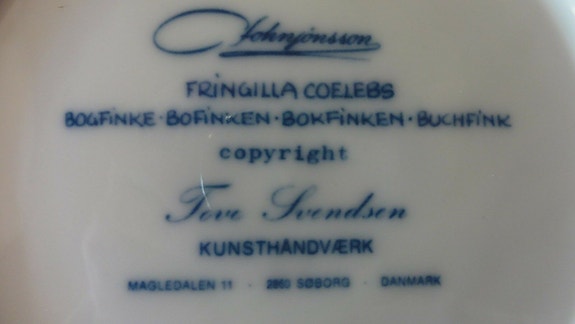 Johnjönsson
FRINGILLA COELEBS
BOGFINKE · BOFINKEN · BOKFINKEN · BUCHFINK
copyright
Tove Svendsen
KUNSTHÅNDVÆRK
MAGLEDALEN 11 · 2860 SØBORG · DANMARK